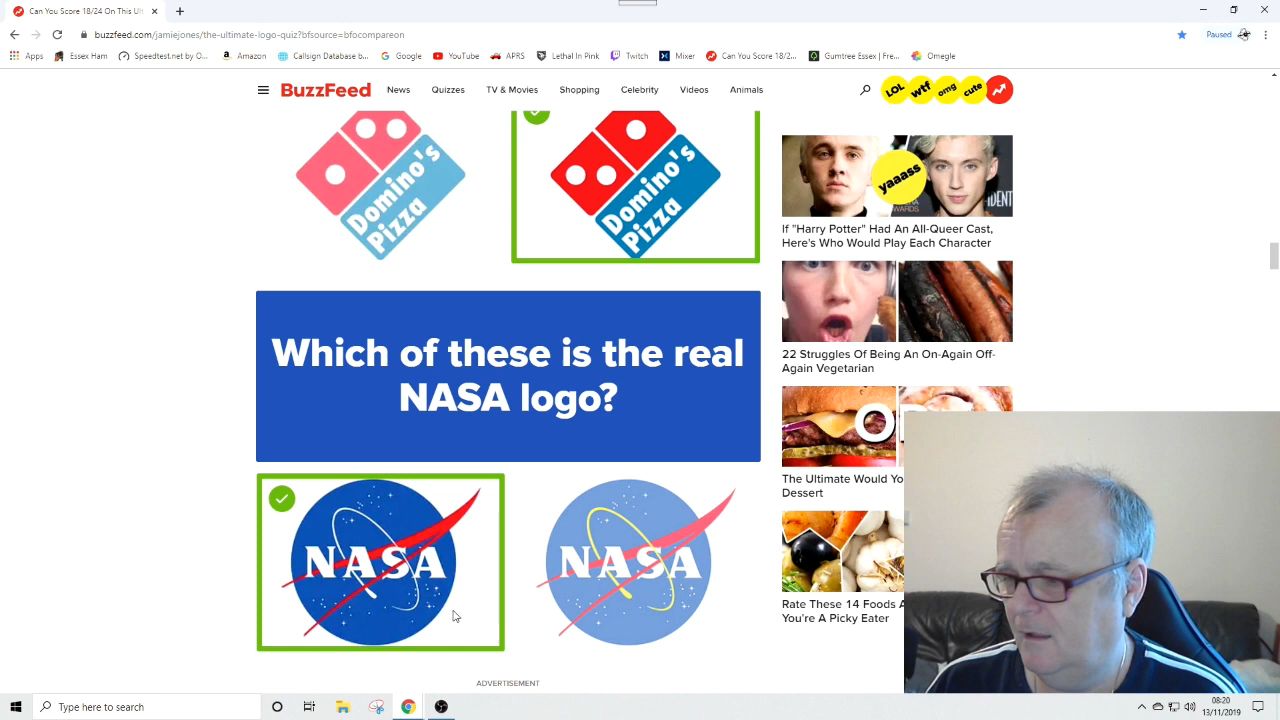 Can You Score 18/24 On This Ul
buzzfeed.com/jamiejones/the-ultimate-logo-quiz?bfsource=bfocompareon
Paused
Apps
Essex Ham
Speedtest.net by O...
Amazon
Callsign Database b...
Google
YouTube
APRS
Lethal In Pink
Twitch
Mixer
Can You Score 18/2...
Gumtree Essex | Fre...
Omegle
BuzzFeed
News
Quizzes
TV & Movies
Shopping
Celebrity
Videos
Animals
LOL
wtf
omg
cute
Domino's
Pizza
Domino's
Pizza
yaaass
AWARDS
If "Harry Potter" Had An All-Queer Cast,
Here's Who Would Play Each Character
22 Struggles Of Being An On-Again Off-
Again Vegetarian
Which of these is the real
NASA logo?
The Ultimate Would Yo
Dessert
NASA
NASA
Rate These 14 Foods A
You're A Picky Eater
ADVERTISEMENT
Type here to search
08:20
13/11/2019